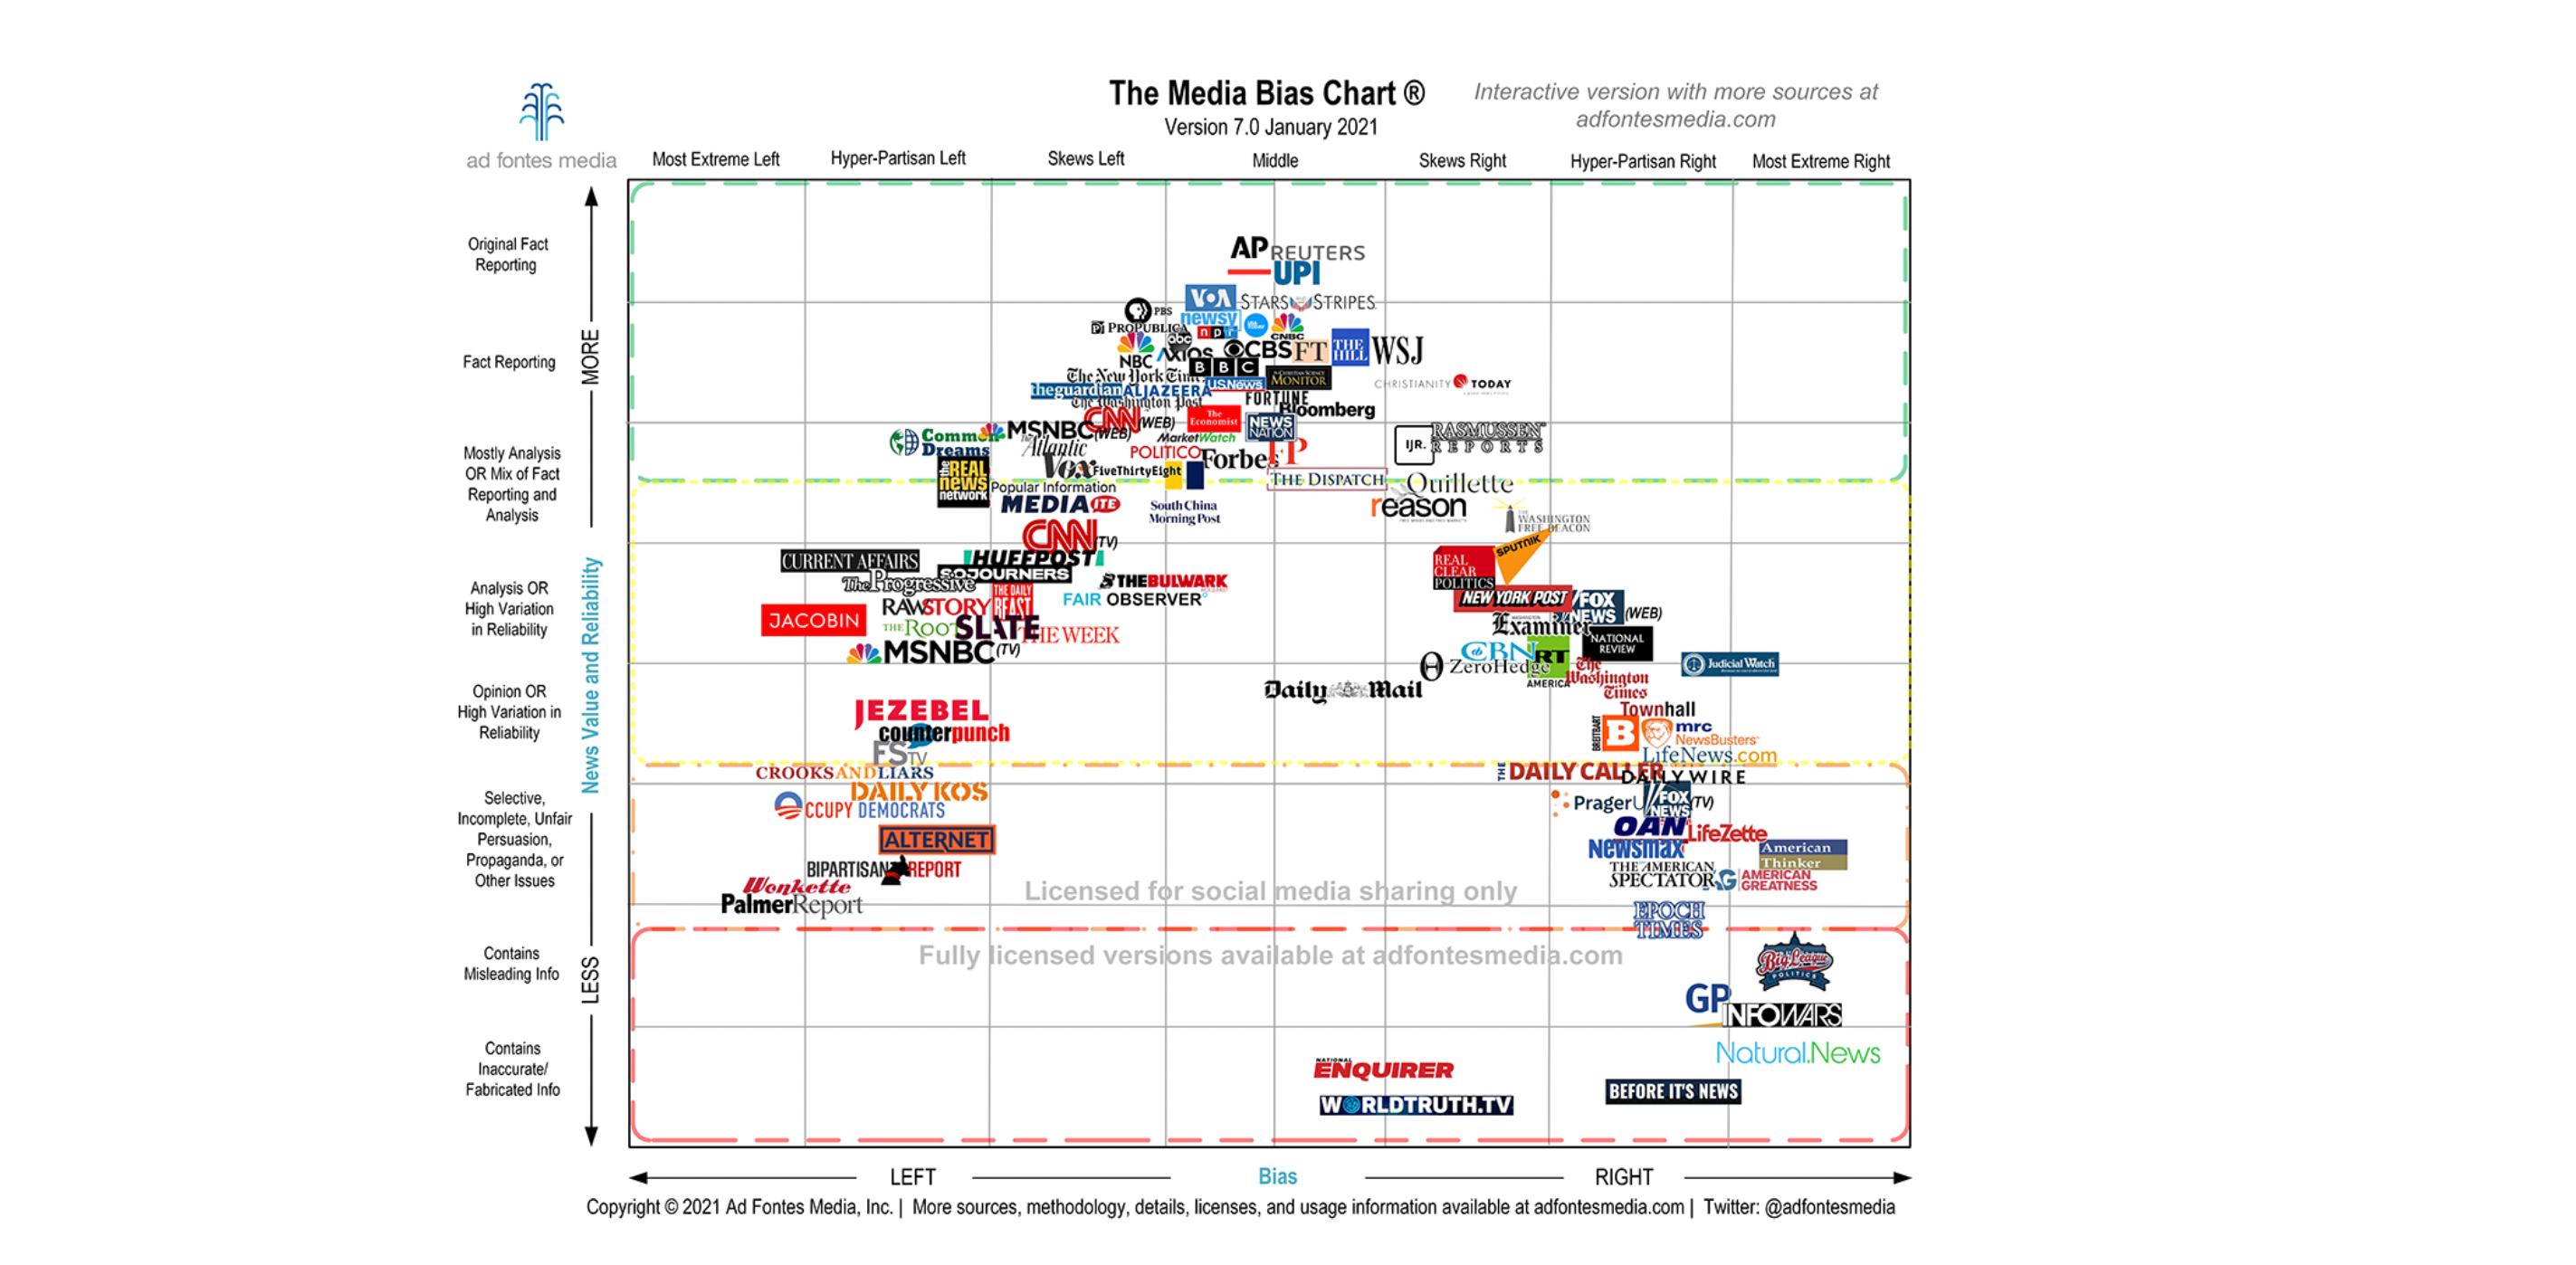 The Media Bias Chart ®
Version 7.0 January 2021
Interactive version with more sources at
adfontesmedia.com
ad fontes media
Most Extreme Left
Hyper-Partisan Left
Skews Left
Middle
Skews Right
Hyper-Partisan Right
Most Extreme Right
News Value and Reliability
MORE
LESS
Original Fact
Reporting
Fact Reporting
Mostly Analysis
OR Mix of Fact
Reporting and
Analysis
Analysis OR
High Variation
in Reliability
Opinion OR
High Variation in
Reliability
Selective,
Incomplete, Unfair
Persuasion,
Propaganda, or
Other Issues
Contains
Misleading Info
Contains
Inaccurate/
Fabricated Info
AP
REUTERS
UPI
VOA
STARS STRIPES
PBS
newsy
USA TODAY
PROPUBLICA
npr
CNBC
abc
NBC
AXIOS
CBS
FT
THE HILL
WSJ
BBC
The New York Times
theguardian
ALJAZEERA
U.S.News
The Christian Science
MONITOR
CHRISTIANITY TODAY
The Washington Post
FORTUNE
Bloomberg
CNN (WEB)
The Economist
NEWS NATION
Common Dreams
MSNBC (WEB)
MarketWatch
FP
IJR.
RASMUSSEN REPORTS
The Atlantic
POLITICO
Forbes
the REAL news network
Vox
FiveThirtyEight
THE DISPATCH
Quillette
Popular Information
MEDIAITE
South China
Morning Post
reason
WASHINGTON
FREE BEACON
CNN (TV)
SPUTNIK
CURRENT AFFAIRS
HUFFPOST
REAL CLEAR POLITICS
The Progressive
SOJOURNERS
THE BULWARK
JACOBIN
RAWSTORY
THE DAILY BEAST
FAIR OBSERVER
NEW YORK POST
FOX NEWS (WEB)
THE ROOT
SLATE
THE WEEK
WASHINGTON Examiner
NATIONAL REVIEW
MSNBC (TV)
CBN
RT
AMERICA
ZeroHedge
The Washington Times
Judicial Watch
Daily Mail
JEZEBEL
Townhall
counterpunch
BREITBART B
mrc
NewsBusters
FSTV
LifeNews.com
CROOKSANDLIARS
THE DAILY CALLER
DAILY WIRE
DAILY KOS
OCCUPY DEMOCRATS
PragerU
FOX NEWS (TV)
ALTERNET
OAN
LifeZette
Newsmax
American Thinker
BIPARTISAN REPORT
THE AMERICAN SPECTATOR
AG AMERICAN GREATNESS
Wonkette
PalmerReport
Licensed for social media sharing only
EPOCH TIMES
Fully licensed versions available at adfontesmedia.com
Big League
POLITICS
GP
INFOWARS
Natural.News
NATIONAL
ENQUIRER
BEFORE IT'S NEWS
WORLDTRUTH.TV
LEFT
Bias
RIGHT
Copyright © 2021 Ad Fontes Media, Inc. | More sources, methodology, details, licenses, and usage information available at adfontesmedia.com | Twitter: @adfontesmedia